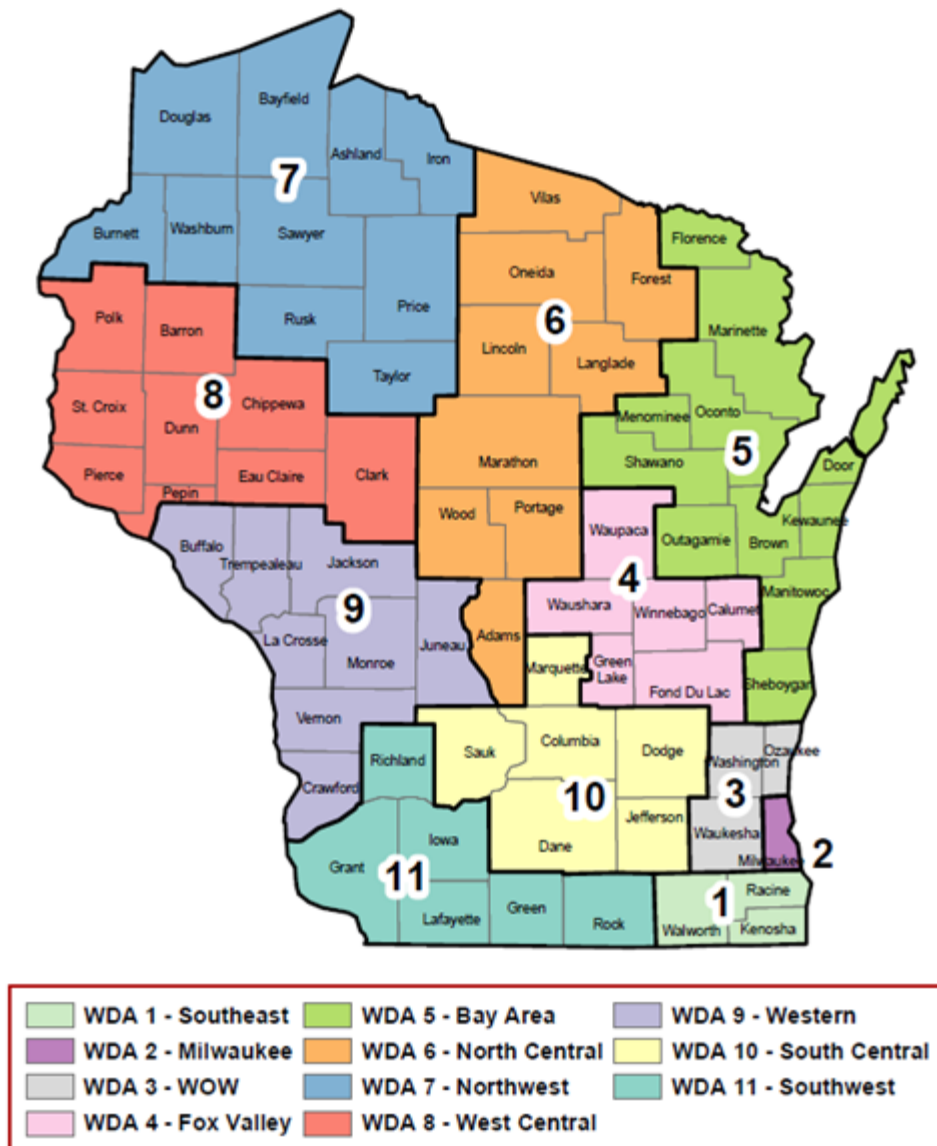 Bayfield
Douglas
Ashland
Iron
7
Vilas
Burnett
Washburn
Sawyer
Florence
Oneida
Forest
Polk
Rusk
Price
6
Barron
Marinette
Lincoln
Langlade
Taylor
8
Chippewa
St. Croix
Menominee
Oconto
Dunn
5
Marathon
Shawano
Door
Pierce
Eau Claire
Clark
Pepin
Wood
Portage
Waupaca
Kewaunee
Outagamie
Brown
Buffalo
Trempealeau
Jackson
4
Manitowoc
9
Waushara
Winnebago
Calumet
La Crosse
Juneau
Adams
Monroe
Marquette
Green
Lake
Fond Du Lac
Sheboygan
Vernon
Columbia
Dodge
Ozaukee
Sauk
Richland
Washington
Crawford
10
3
Jefferson
Iowa
Waukesha
Dane
2
Milwaukee
Grant
11
Racine
1
Lafayette
Green
Rock
Walworth
Kenosha
WDA 1 - Southeast
WDA 2 - Milwaukee
WDA 3 - WOW
WDA 4 - Fox Valley
WDA 5 - Bay Area
WDA 6 - North Central
WDA 7 - Northwest
WDA 8 - West Central
WDA 9 - Western
WDA 10 - South Central
WDA 11 - Southwest